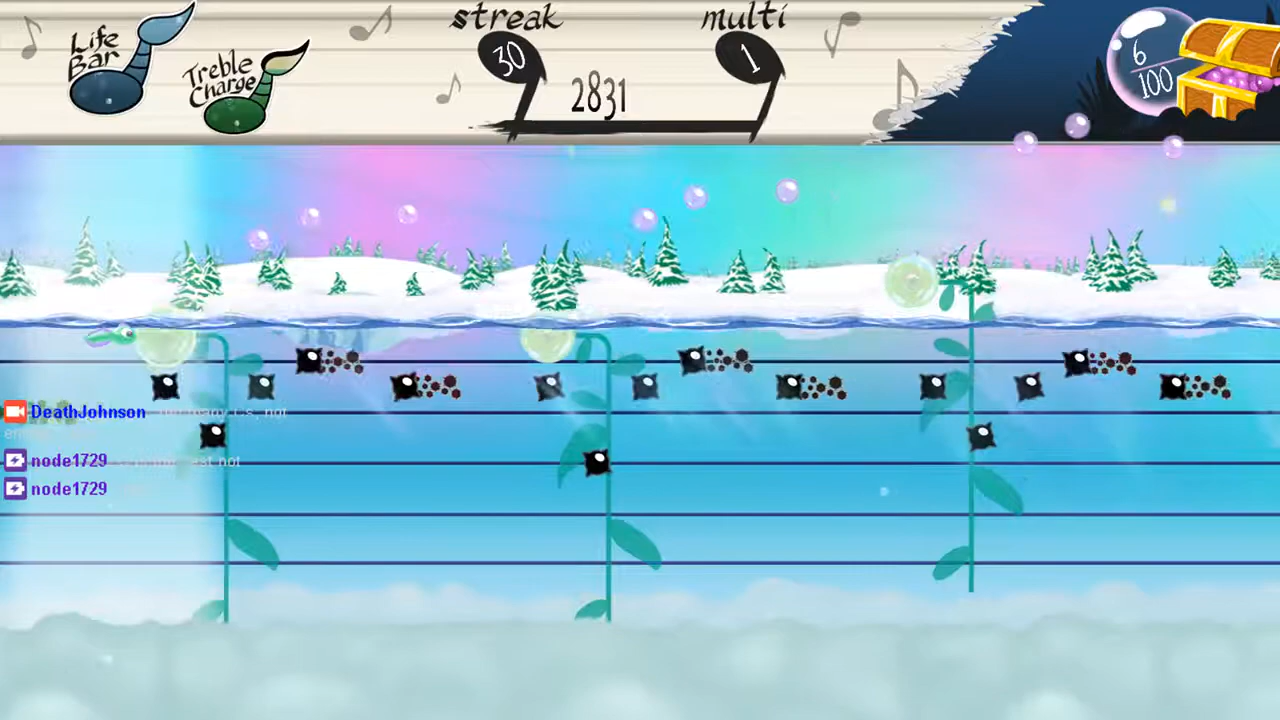 Life
Bar
Treble
Charge
streak
30
2831
multi
1
6
100
DeathJohnson
node1729
node1729